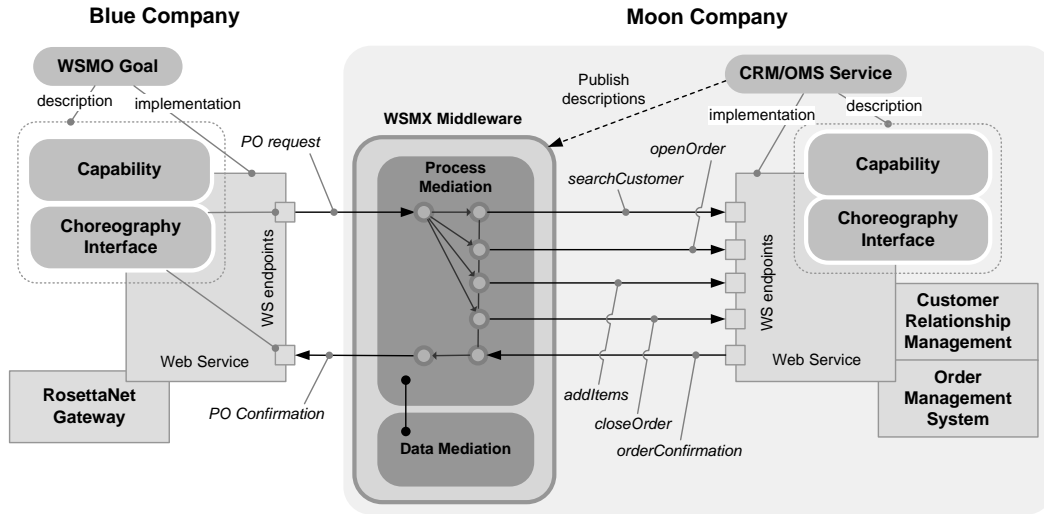 Blue Company
Moon Company
WSMO Goal
CRM/OMS Service
description
implementation
Publish
descriptions
implementation
description
WSMX Middleware
PO request
openOrder
Capability
Process
Mediation
searchCustomer
Capability
Choreography
Interface
Choreography
Interface
WS endpoints
WS endpoints
Customer
Relationship
Management
Web Service
Web Service
RosettaNet
Gateway
PO Confirmation
addItems
Order
Management
System
closeOrder
Data Mediation
orderConfirmation